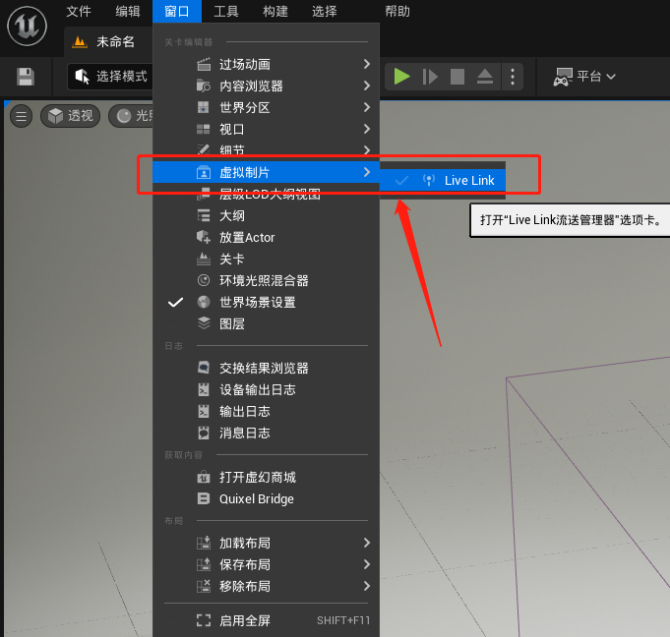 文件 编辑 窗口 工具 构建 选择 帮助
未命名
选择模式
平台
透视
光照
关卡编辑器
过场动画
内容浏览器
世界分区
视口
细节
虚拟制片
Live Link
层级LOD大纲视图
打开“Live Link流送管理器”选项卡。
大纲
放置Actor
关卡
环境光照混合器
世界场景设置
图层
日志
交换结果浏览器
设备输出日志
输出日志
消息日志
获取内容
打开虚幻商城
Quixel Bridge
布局
加载布局
保存布局
移除布局
启用全屏 SHIFT+F11